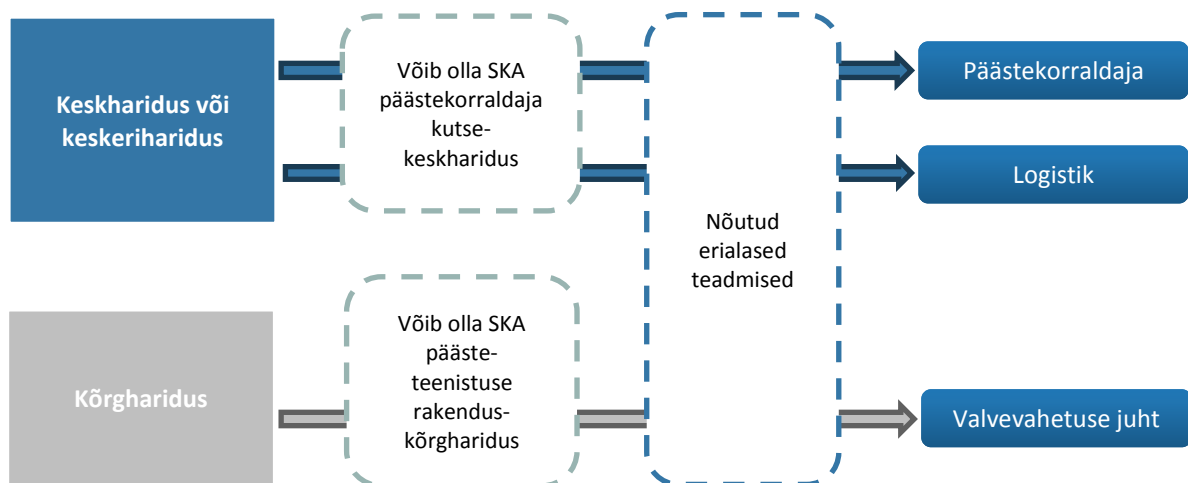 Keskharidus või
keskeriharidus
Võib olla SKA
päästekorraldaja
kutse-
keskharidus
Nõutud
erialased
teadmised
Päästekorraldaja
Logistik
Kõrgharidus
Võib olla SKA
pääste-
teenistuse
rakendus-
kõrgharidus
Valvevahetuse juht